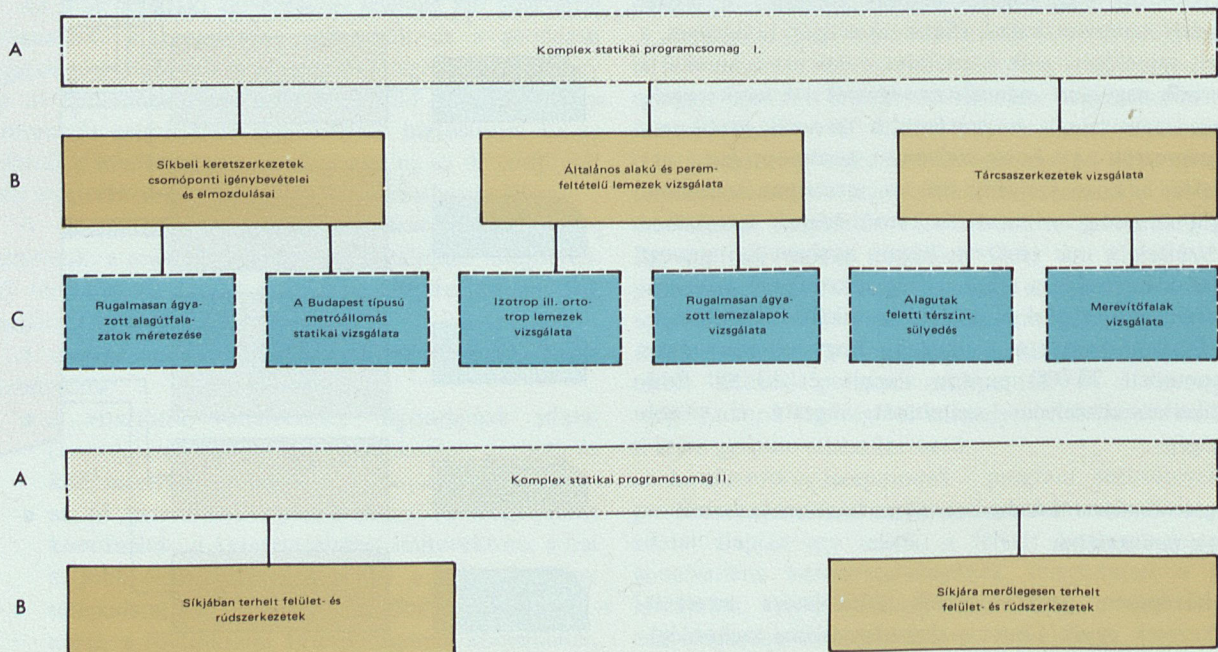 A
Komplex statikai programcsomag I.
B
Síkbeli keretszerkezetek
csomóponti igénybevételei
és elmozdulásai
Általános alakú és perem-
feltételű lemezek vizsgálata
Tárcsaszerkezetek vizsgálata
C
Rugalmasan ágya-
zott alagútfala-
zatok méretezése
A Budapest típusú
metróállomás
statikai vizsgálata
Izotrop ill. orto-
trop lemezek
vizsgálata
Rugalmasan ágya-
zott lemezalapok
vizsgálata
Alagutak
feletti térszint-
sülyedés
Merevítőfalak
vizsgálata
A
Komplex statikai programcsomag II.
B
Síkjában terhelt felület- és
rúdszerkezetek
Síkjára merőlegesen terhelt
felület- és rúdszerkezetek